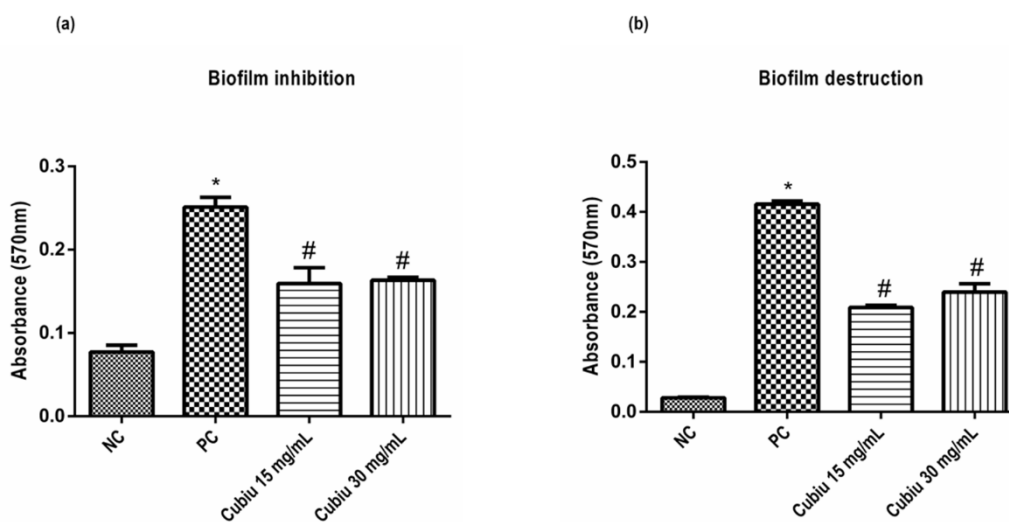 (a)
Biofilm inhibition
Absorbance (570nm)
0.3
0.2
0.1
0.0
*
#
#
NC
PC
Cubiu 15 mg/mL
Cubiu 30 mg/mL
(b)
Biofilm destruction
Absorbance (570nm)
0.5
0.4
0.3
0.2
0.1
0.0
*
#
#
NC
PC
Cubiu 15 mg/mL
Cubiu 30 mg/mL